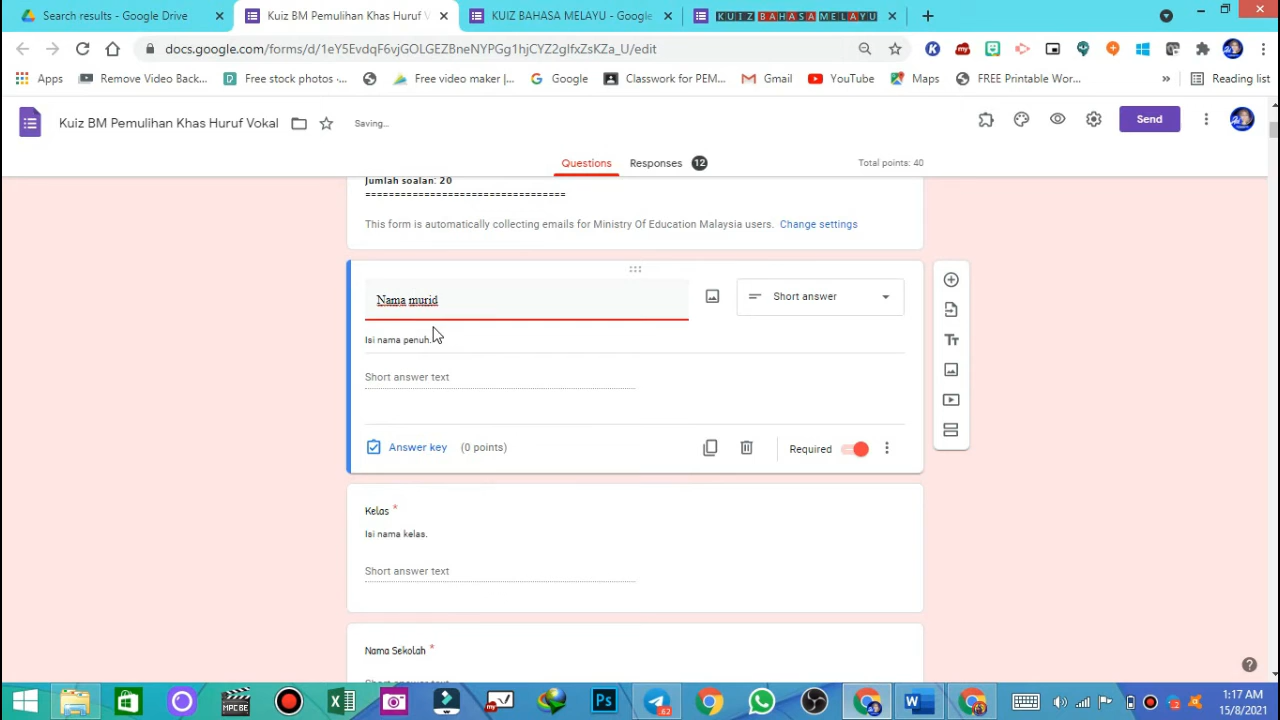 Search results - Google Drive
Kuiz BM Pemulihan Khas Huruf V
KUIZ BAHASA MELAYU - Google
KUIZ BAHASA MELAYU
docs.google.com/forms/d/1eY5EvdqF6vjGOLGEZBneNYPGg1hjCYZ2glfxZsKZa_U/edit
Apps
Remove Video Back...
Free stock photos ·...
Free video maker |...
Google
Classwork for PEM...
Gmail
YouTube
Maps
FREE Printable Wor...
»
Reading list
Kuiz BM Pemulihan Khas Huruf Vokal
Saving...
Send
Questions
Responses
12
Total points: 40
Jumlah soalan: 20
==================================
This form is automatically collecting emails for Ministry Of Education Malaysia users. Change settings
Nama murid
Short answer
Isi nama penuh.
Short answer text
Answer key
(0 points)
Required
Kelas *
Isi nama kelas.
Short answer text
Nama Sekolah *
1:17 AM
15/8/2021